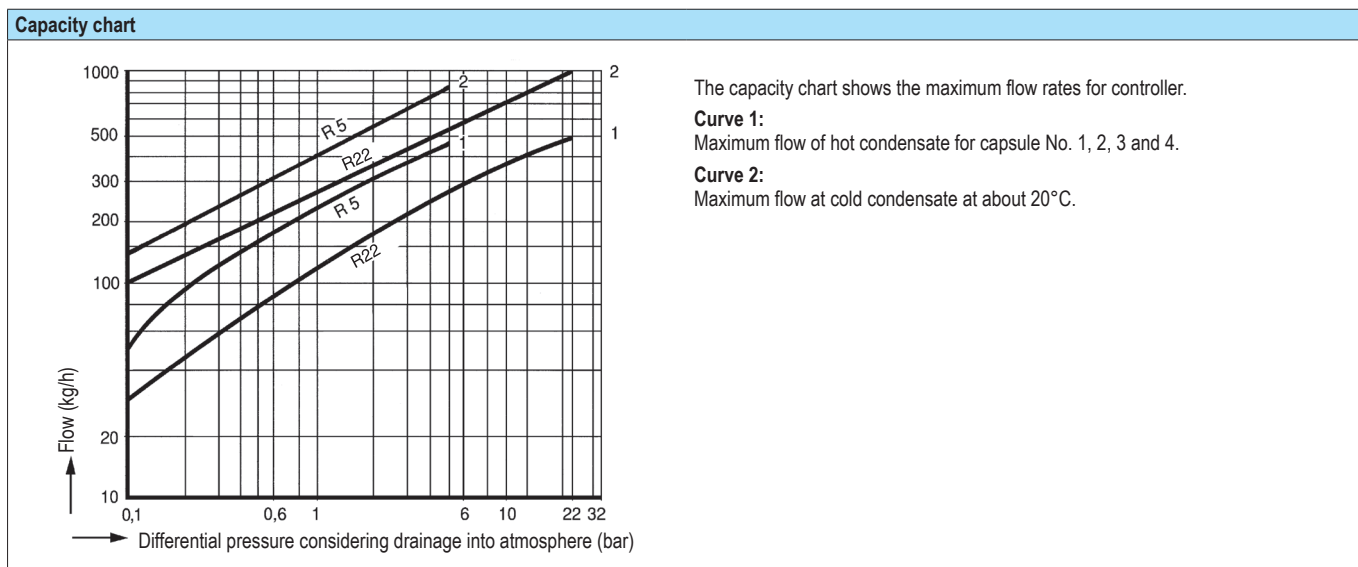 Capacity chart
1000
500
300
200
100
20
10
Flow (kg/h)
0,1 0,6 1 6 10 22 32
Differential pressure considering drainage into atmosphere (bar)
R 5
R22
R 5
R22
2
1
2
1
The capacity chart shows the maximum flow rates for controller.
Curve 1:
Maximum flow of hot condensate for capsule No. 1, 2, 3 and 4.
Curve 2:
Maximum flow at cold condensate at about 20°C.